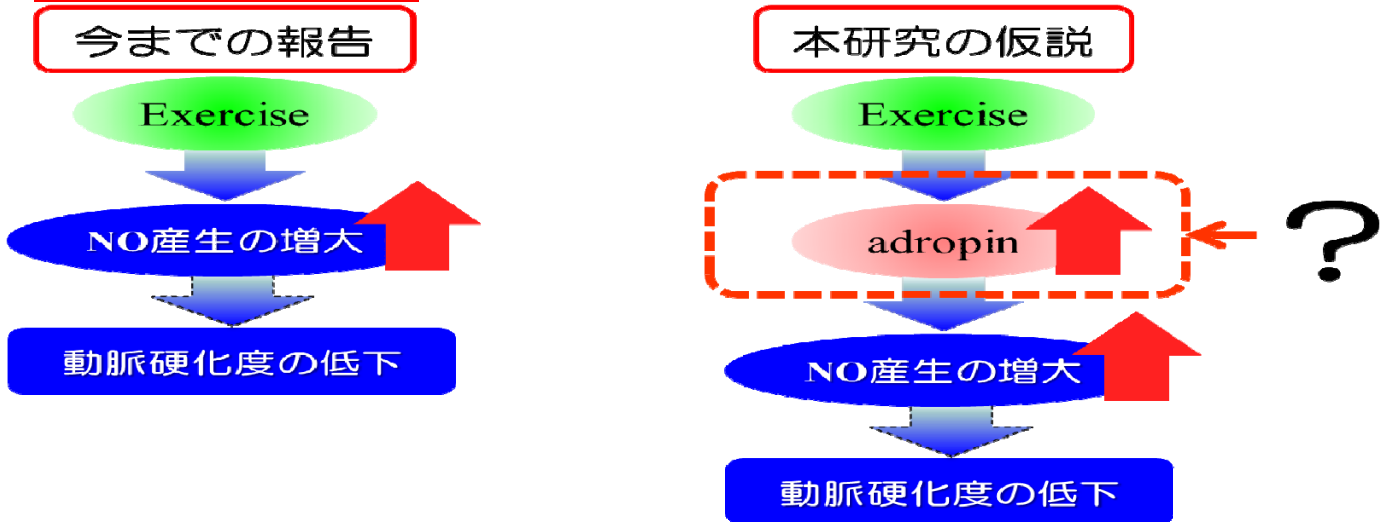 今までの報告
Exercise
NO産生の増大
動脈硬化度の低下
本研究の仮説
Exercise
adropin
?
NO産生の増大
動脈硬化度の低下